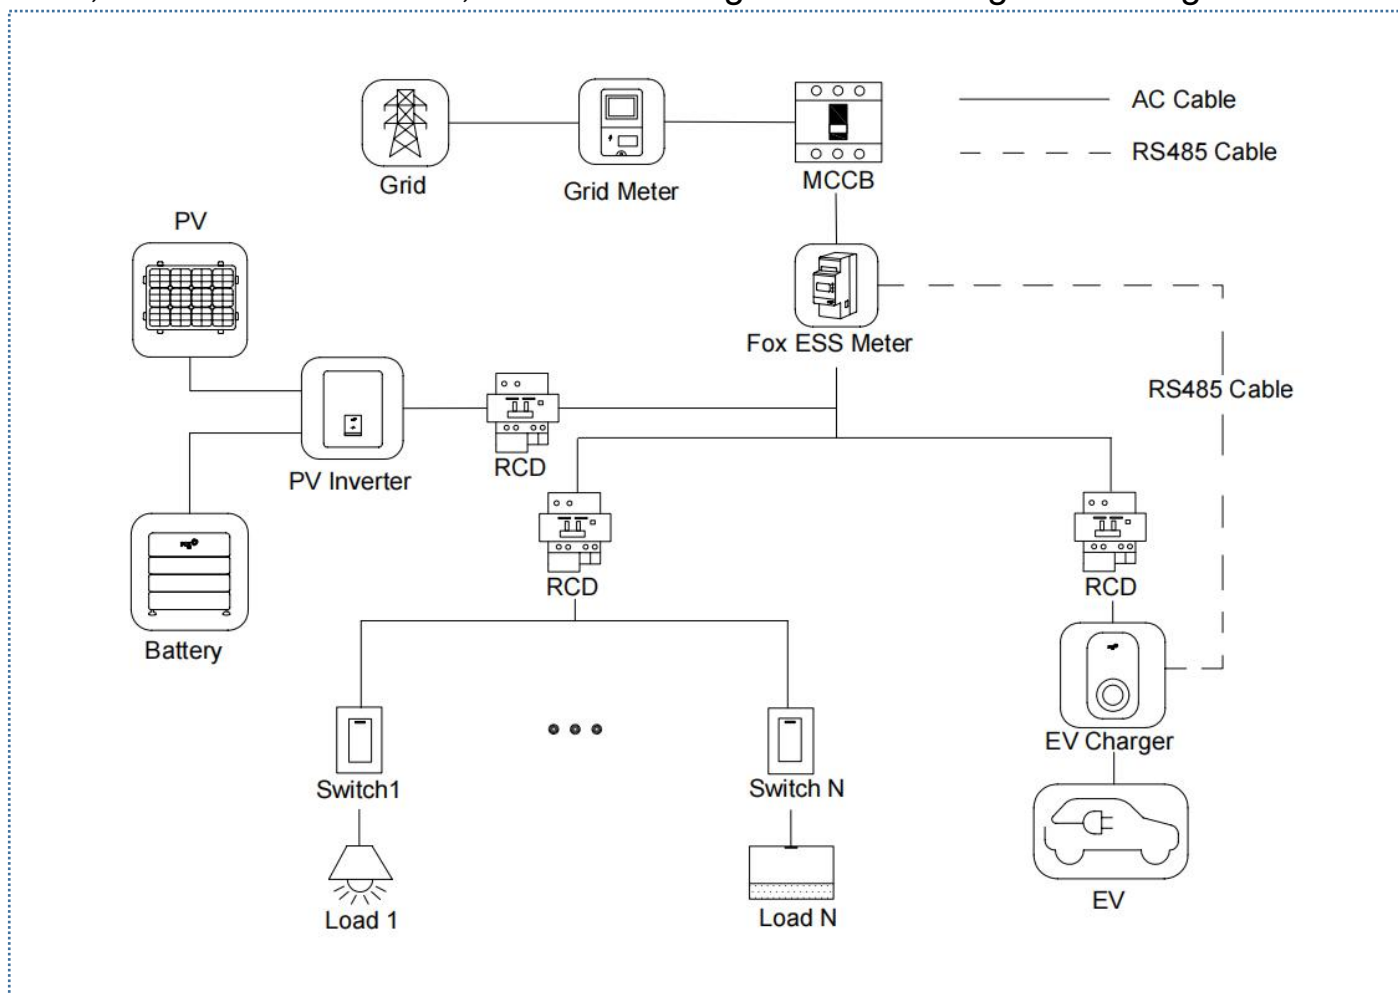 AC Cable
RS485 Cable
Grid
Grid Meter
MCCB
PV
Fox ESS Meter
RS485 Cable
PV Inverter
RCD
RCD
RCD
Battery
EV Charger
Switch1
Switch N
Load 1
Load N
EV